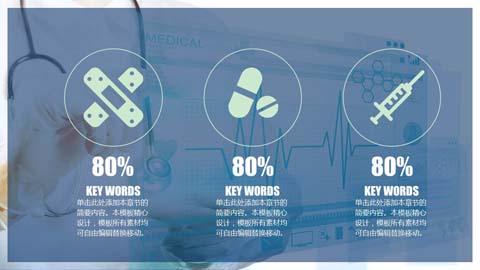 MEDICAL
80%
KEY WORDS
单击此处添加本章节的
简要内容。本模板精心
设计，模板所有素材均
可自由编辑替换移动。
80%
KEY WORDS
单击此处添加本章节的
简要内容。本模板精心
设计，模板所有素材均
可自由编辑替换移动。
80%
KEY WORDS
单击此处添加本章节的
简要内容。本模板精心
设计，模板所有素材均
可自由编辑替换移动。